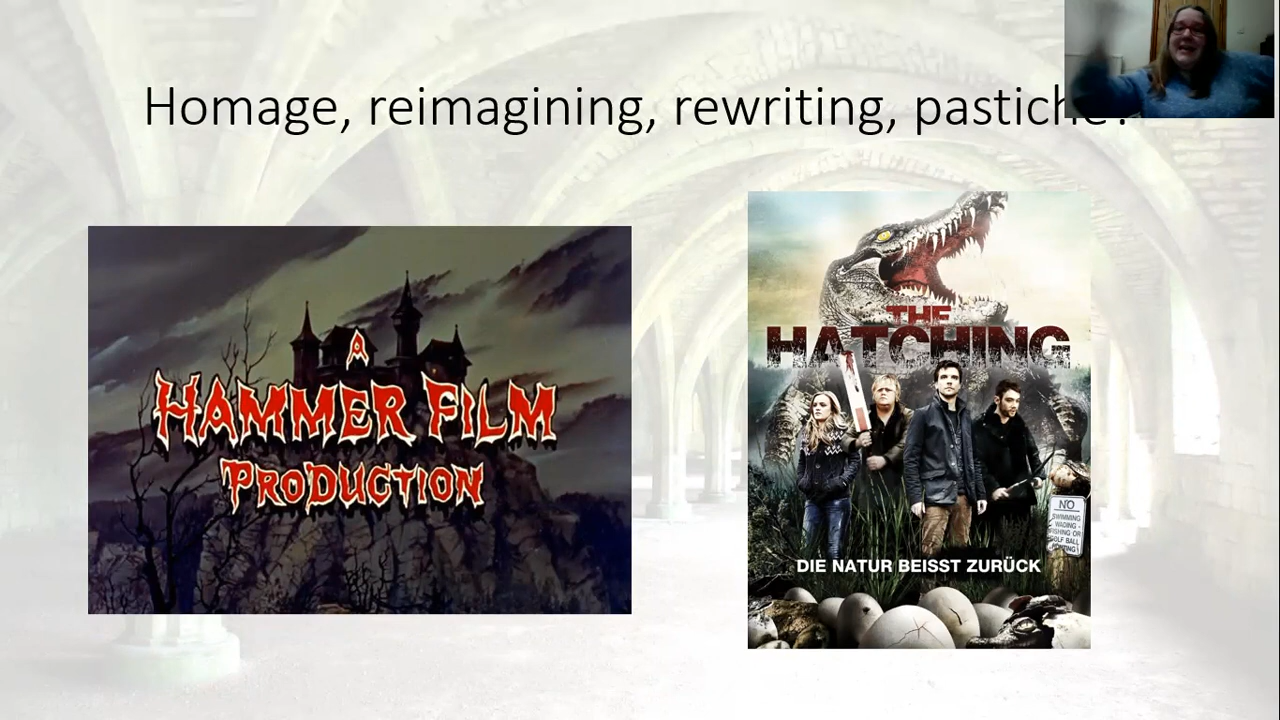 Homage, reimagining, rewriting, pastiche?
A
HAMMER FILM
PRODUCTION
THE
HATCHING
NO
SWIMMING
WADING -
FISHING OR
GOLF BALL
DIE NATUR BEISST ZURÜCK